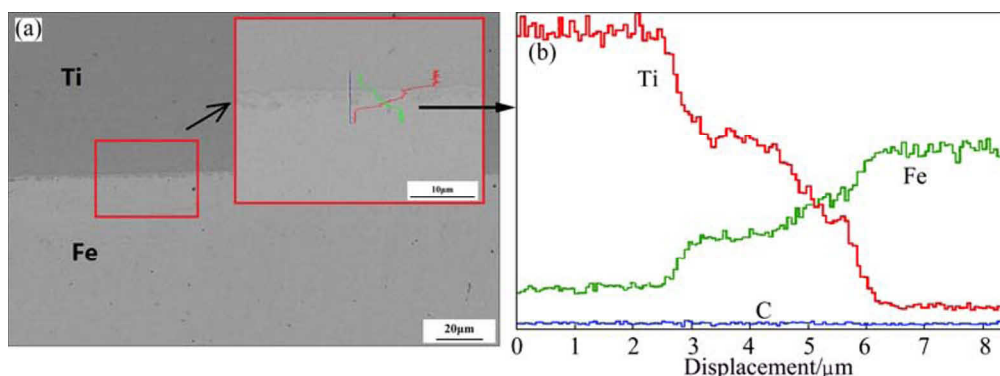 (a)
Ti
Fe
10μm
20μm
(b)
Ti
Fe
C
0 1 2 3 4 5 6 7 8
Displacement/μm